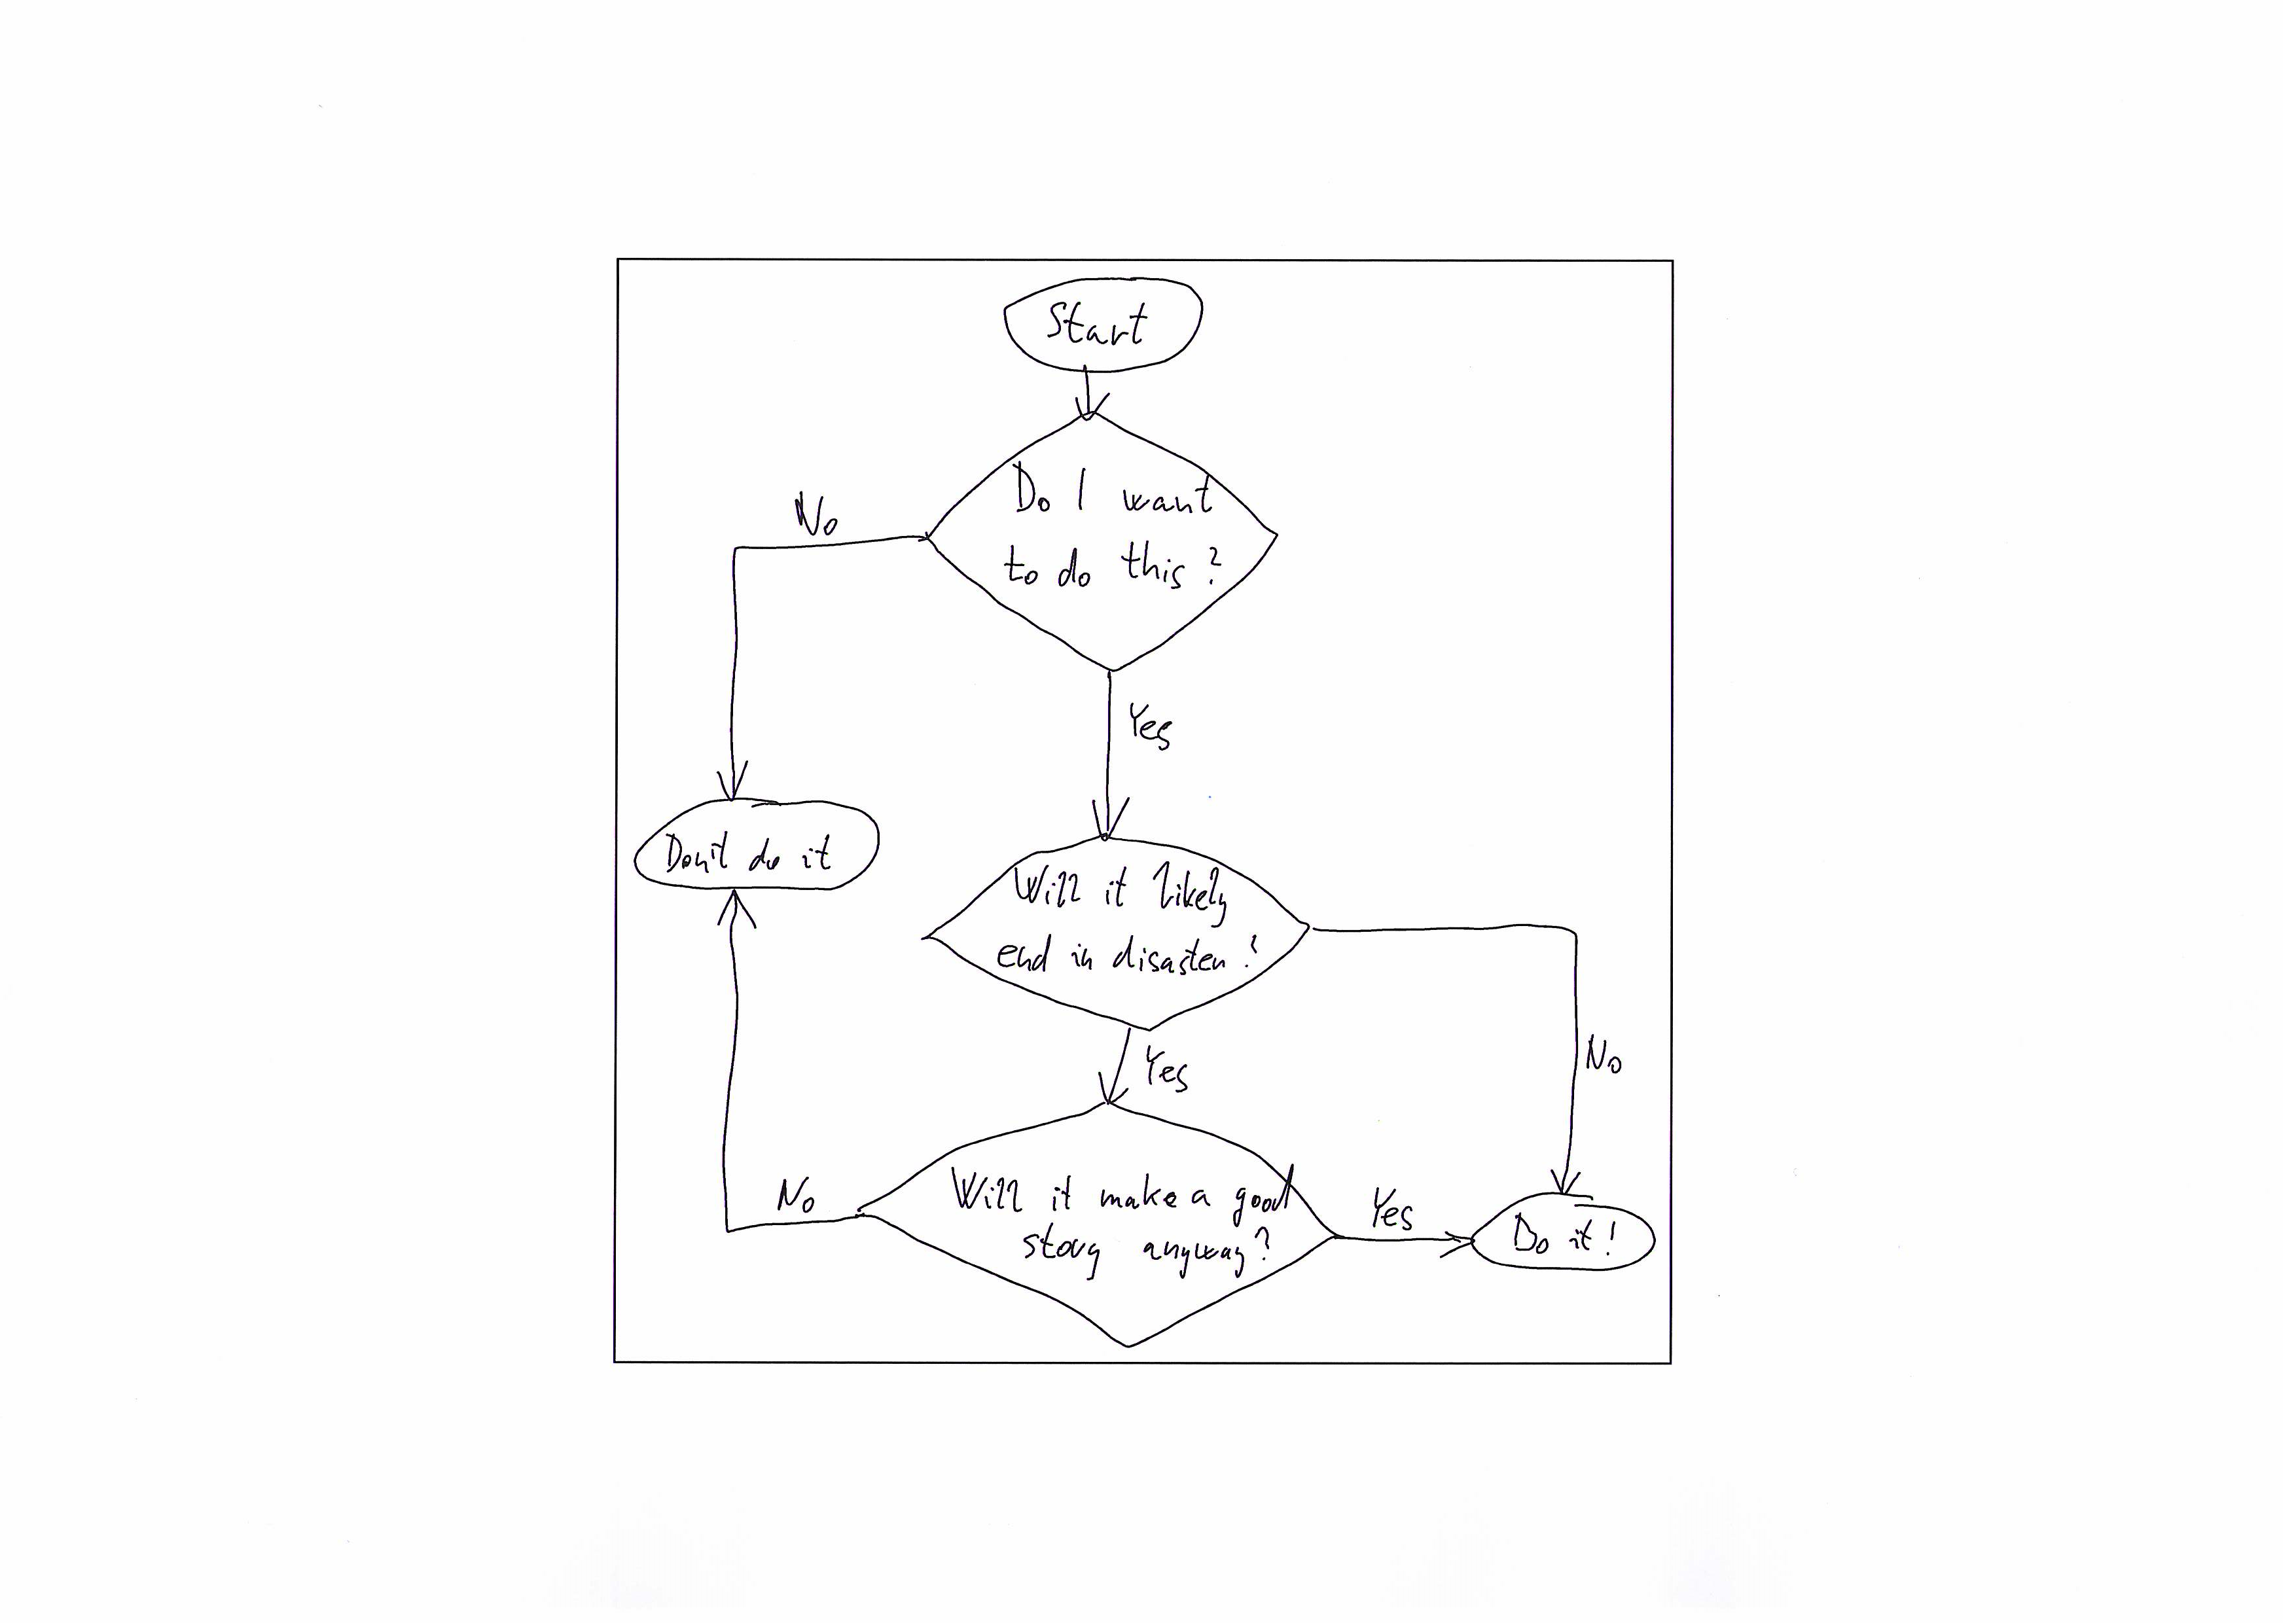 Start
Do I want
to do this?
No
Yes
Don't do it
Will it likely
end in disaster?
No
Yes
Will it make a good
story anyway?
No
Yes
Do it!